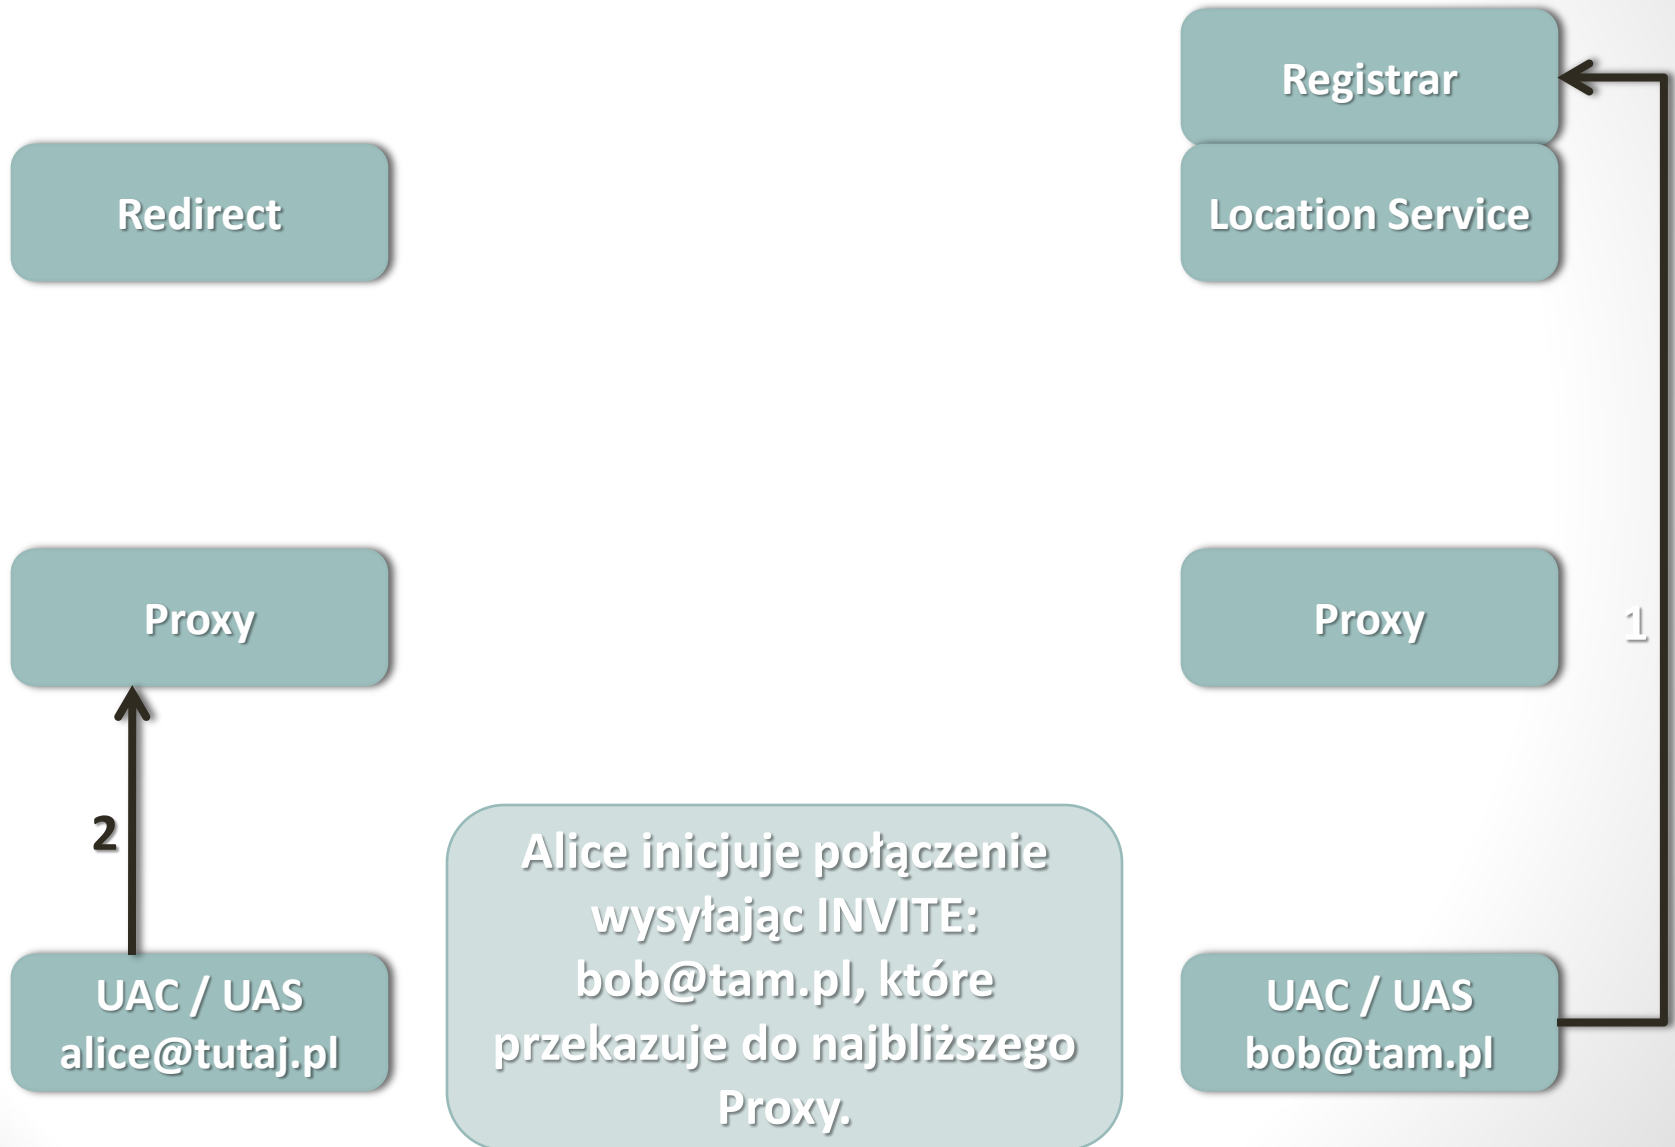 Registrar
Redirect
Location Service
Proxy
Proxy
1
2
Alice inicjuje połączenie
wysyłając INVITE:
bob@tam.pl, które
przekazuje do najbliższego
Proxy.
UAC / UAS
alice@tutaj.pl
UAC / UAS
bob@tam.pl